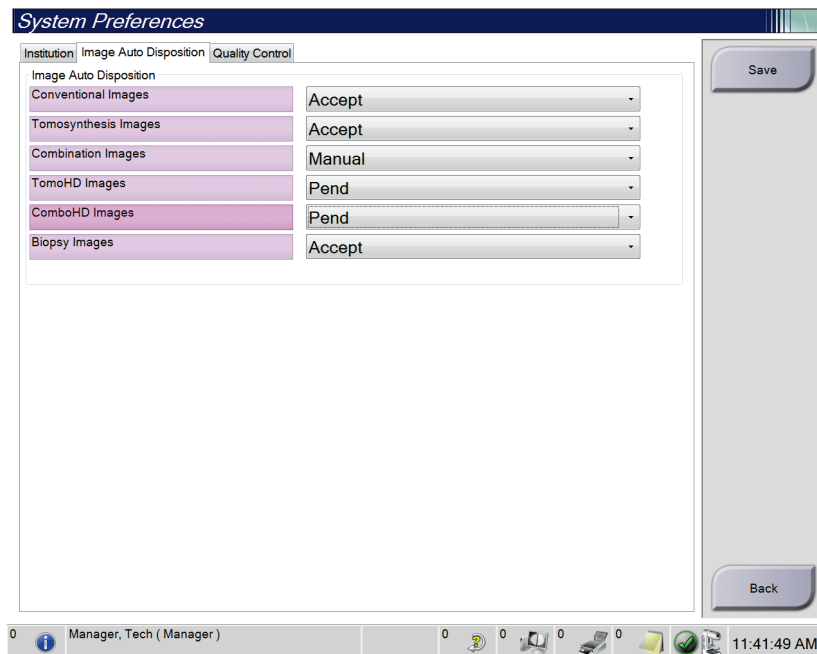 System Preferences
Institution Image Auto Disposition Quality Control
Save
Image Auto Disposition
Conventional Images Accept
Tomosynthesis Images Accept
Combination Images Manual
TomoHD Images Pend
ComboHD Images Pend
Biopsy Images Accept
Back
0 Manager, Tech ( Manager ) 0 0 0 0 11:41:49 AM